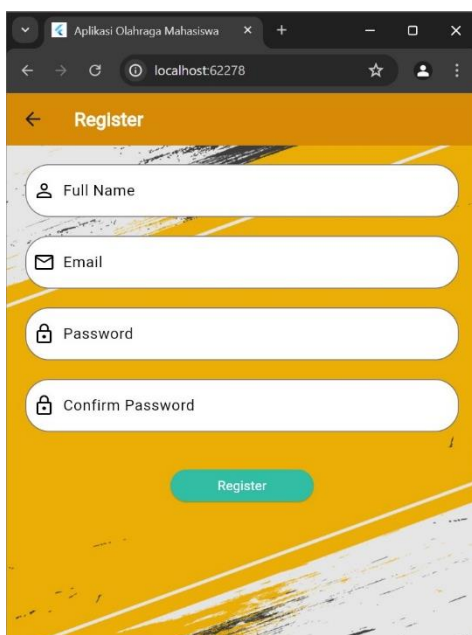 Aplikasi Olahraga Mahasiswa
localhost:62278
Register
Full Name
Email
Password
Confirm Password
Register